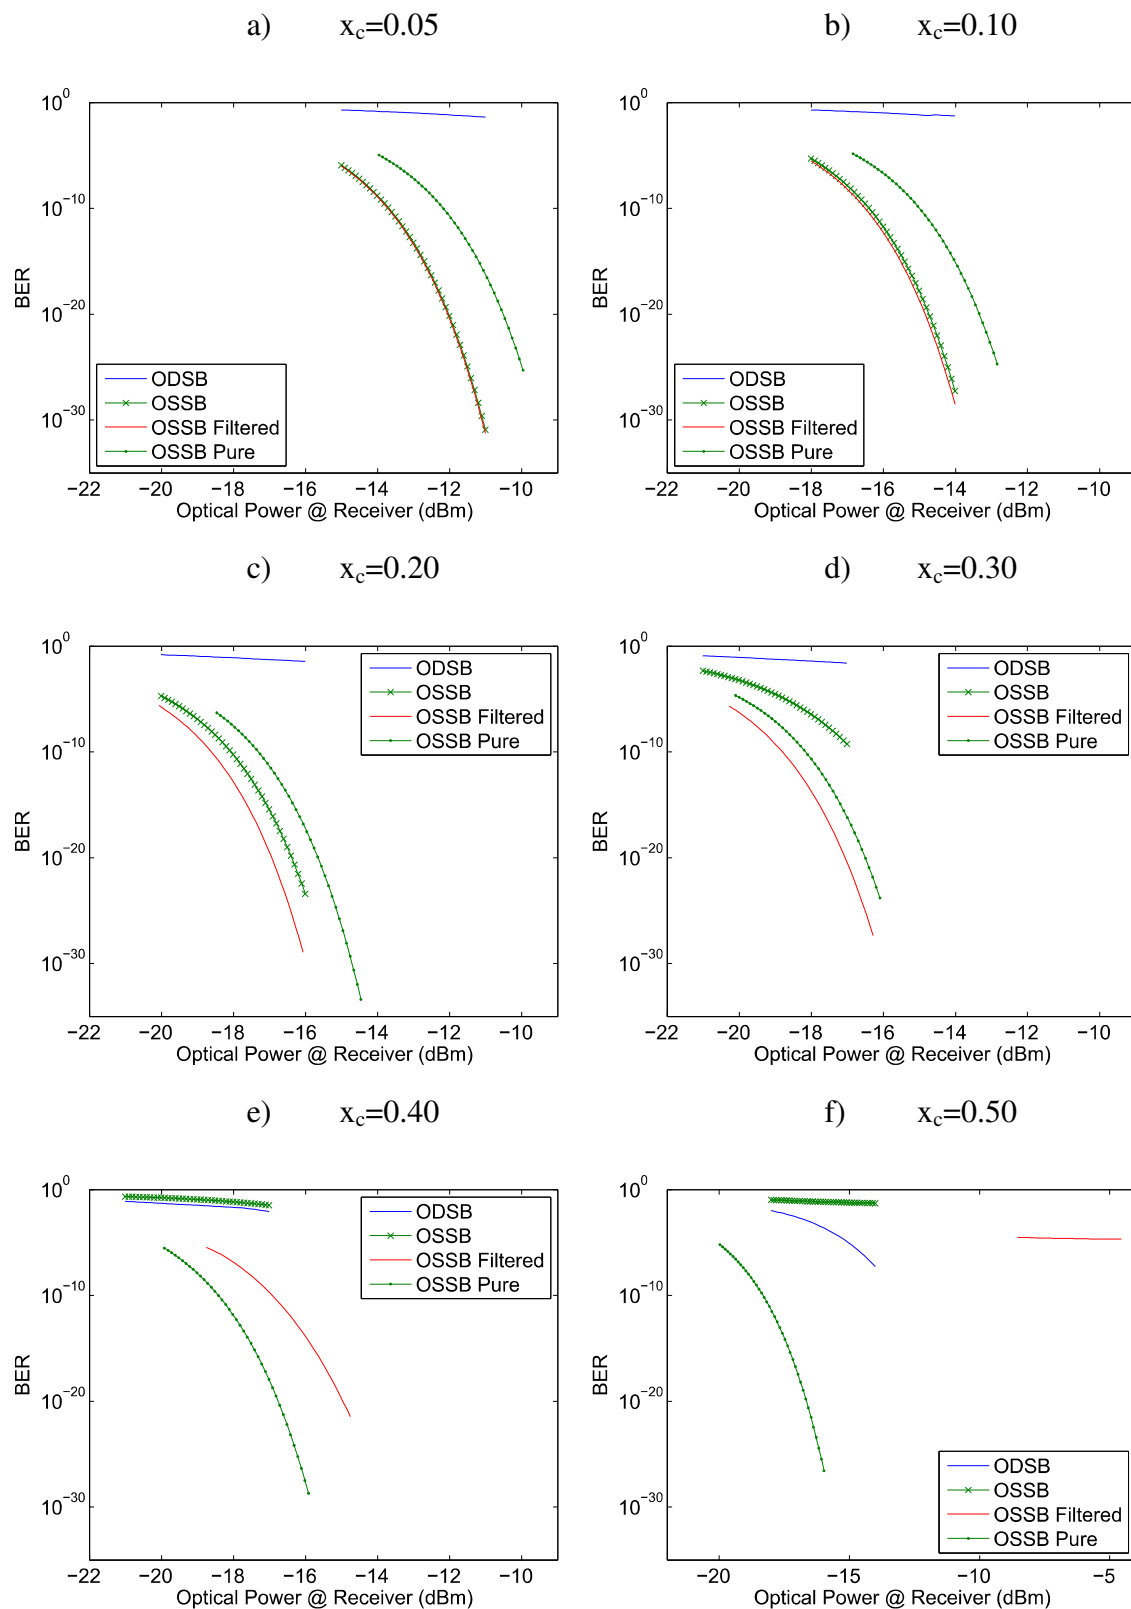 a) x_c=0.05
BER
10^0
10^−10
10^−20
10^−30
ODSB
OSSB
OSSB Filtered
OSSB Pure
−22 −20 −18 −16 −14 −12 −10
Optical Power @ Receiver (dBm)
b) x_c=0.10
BER
10^0
10^−10
10^−20
10^−30
ODSB
OSSB
OSSB Filtered
OSSB Pure
−22 −20 −18 −16 −14 −12 −10
Optical Power @ Receiver (dBm)
c) x_c=0.20
BER
10^0
10^−10
10^−20
10^−30
ODSB
OSSB
OSSB Filtered
OSSB Pure
−22 −20 −18 −16 −14 −12 −10
Optical Power @ Receiver (dBm)
d) x_c=0.30
BER
10^0
10^−10
10^−20
10^−30
ODSB
OSSB
OSSB Filtered
OSSB Pure
−22 −20 −18 −16 −14 −12 −10
Optical Power @ Receiver (dBm)
e) x_c=0.40
BER
10^0
10^−10
10^−20
10^−30
ODSB
OSSB
OSSB Filtered
OSSB Pure
−22 −20 −18 −16 −14 −12 −10
Optical Power @ Receiver (dBm)
f) x_c=0.50
BER
10^0
10^−10
10^−20
10^−30
ODSB
OSSB
OSSB Filtered
OSSB Pure
−20 −15 −10 −5
Optical Power @ Receiver (dBm)